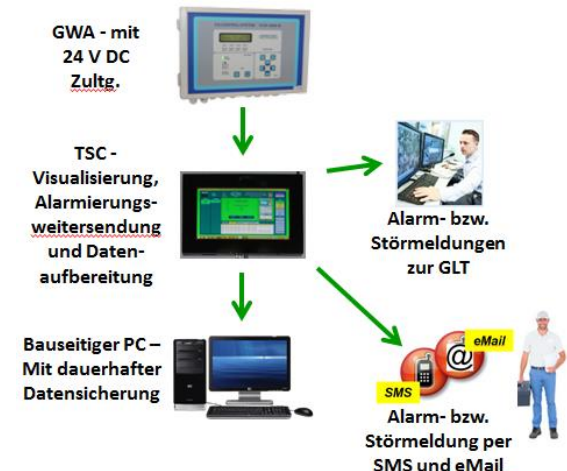 GWA - mit
24 V DC
Zultg.
TSC -
Visualisierung,
Alarmierungs-
weitersendung
und Daten-
aufbereitung
Alarm- bzw.
Störmeldungen
zur GLT
Bauseitiger PC –
Mit dauerhafter
Datensicherung
eMail
@
SMS
Alarm- bzw.
Störmeldung per
SMS und eMail